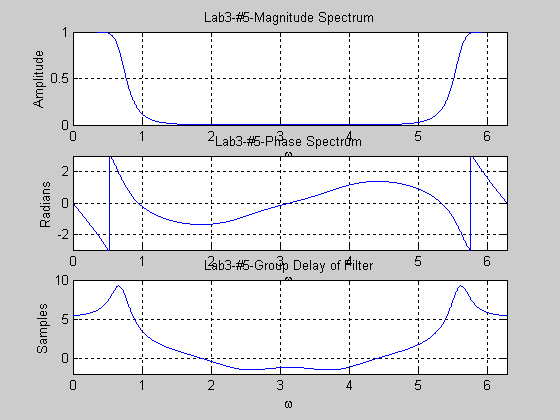 Lab3-#5-Magnitude Spectrum
1
0.5
0
Amplitude
0 1 2 3 4 5 6
ω
Lab3-#5-Phase Spectrum
2
0
-2
Radians
0 1 2 3 4 5 6
ω
Lab3-#5-Group Delay of Filter
10
5
0
Samples
0 1 2 3 4 5 6
ω